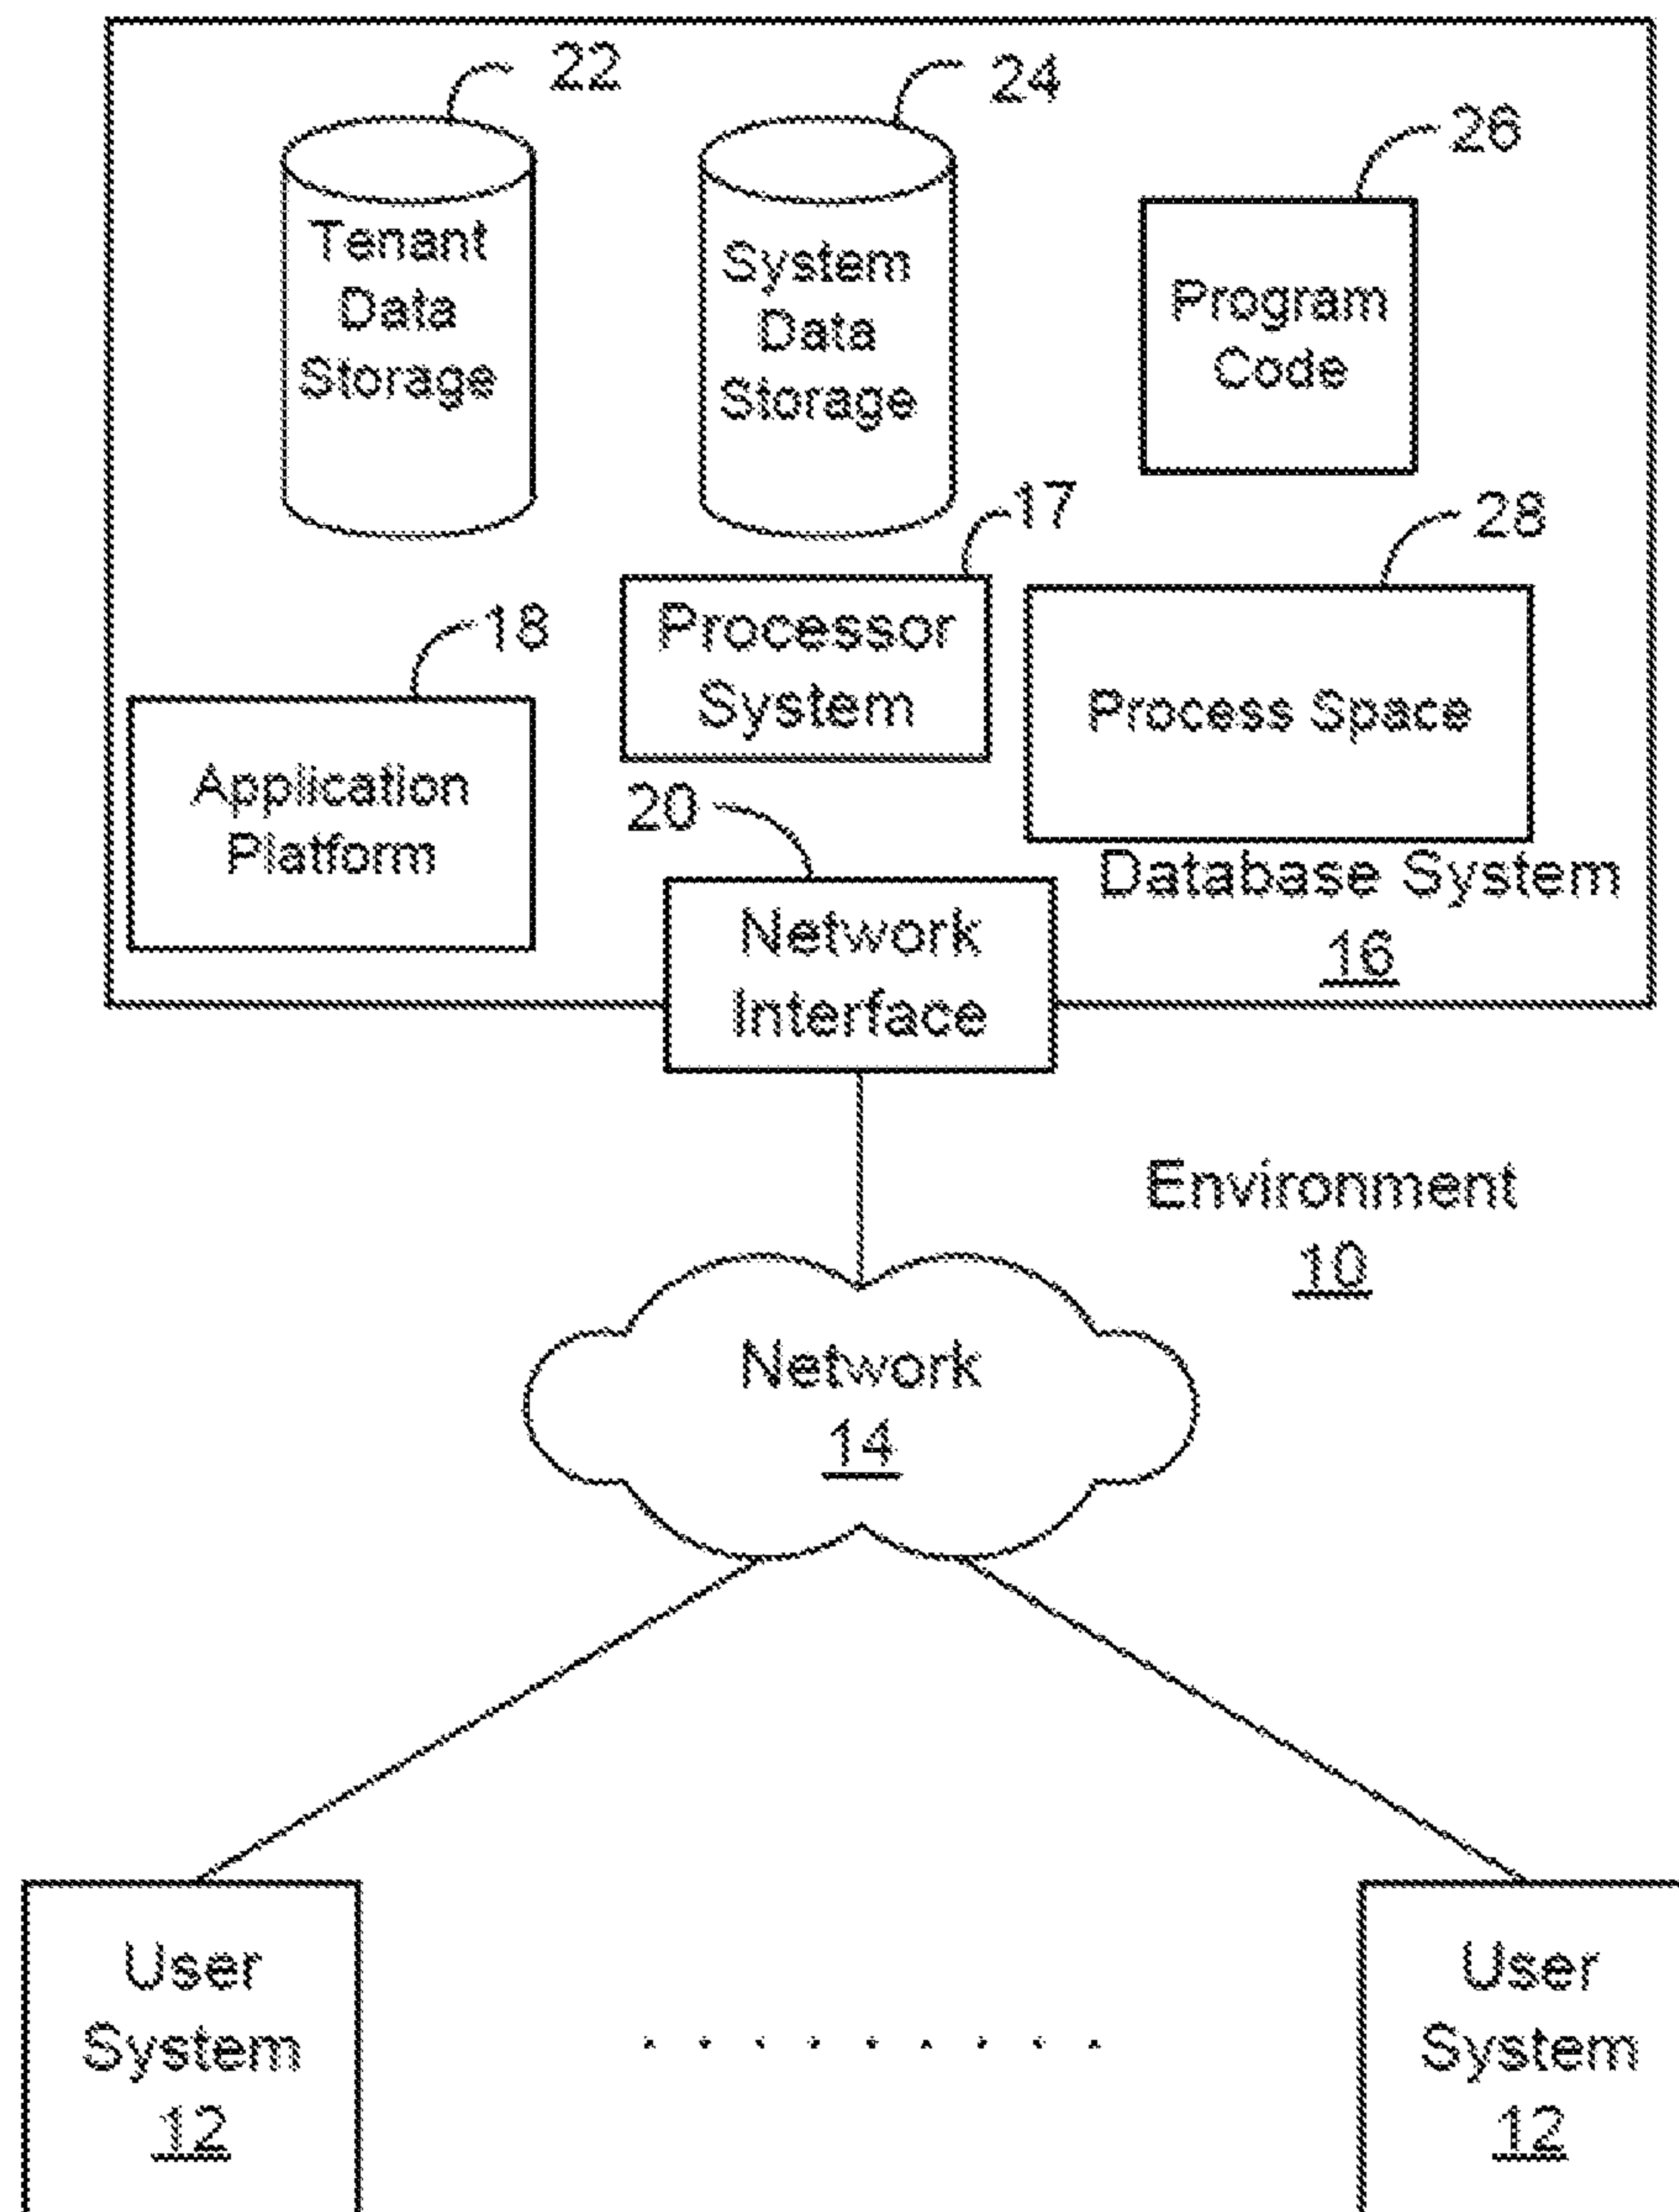 22
24
26
Tenant
Data
Storage
System
Data
Storage
Program
Code
17
28
18
Processor
System
Process Space
Application
Platform
20
Database System
16
Network
Interface
Environment
10
Network
14
User
System
12
User
System
12